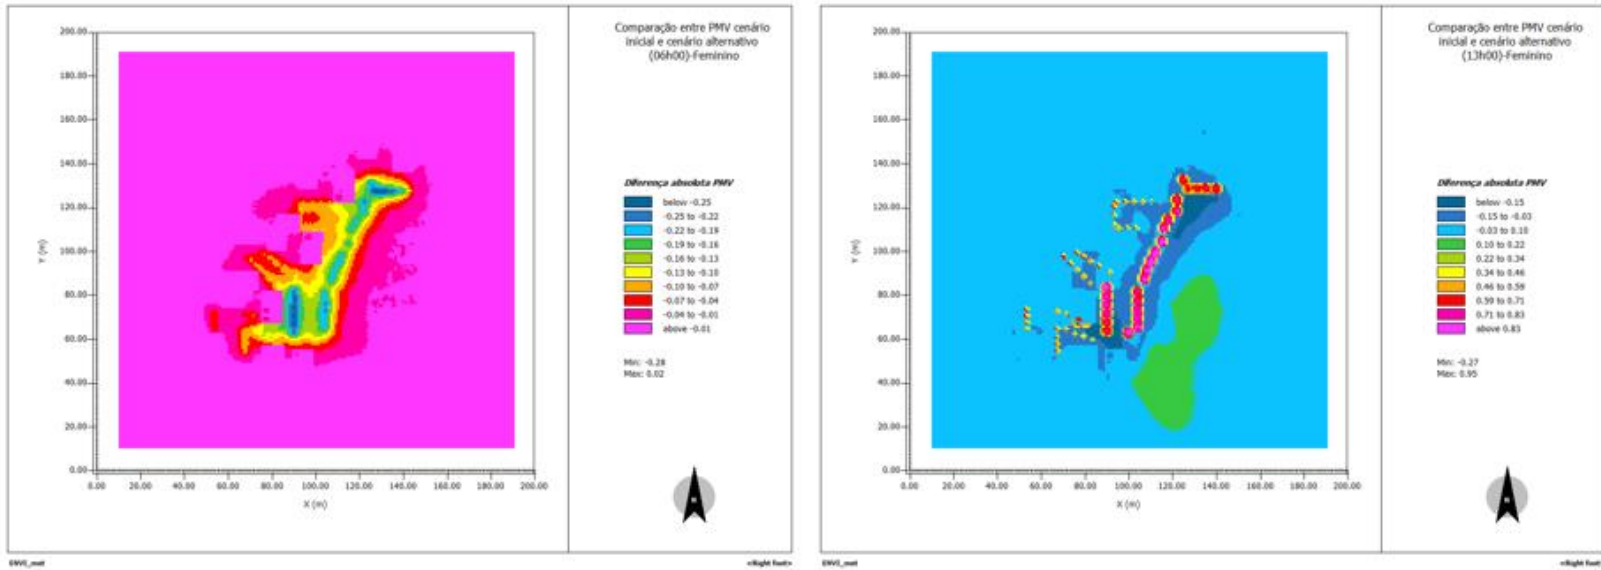 Comparação entre PMV cenário
inicial e cenário alternativo
(06h00)-Feminino
200.00
180.00
160.00
140.00
120.00
100.00
80.00
60.00
40.00
20.00
0.00
Y (m)
0.00 20.00 40.00 60.00 80.00 100.00 120.00 140.00 160.00 180.00 200.00
X (m)
Diferença absoluta PMV
below -0.25
-0.25 to -0.22
-0.22 to -0.19
-0.19 to -0.16
-0.16 to -0.13
-0.13 to -0.10
-0.10 to -0.07
-0.07 to -0.04
-0.04 to -0.01
above -0.01
Min: -0.28
Max: 0.02
N
ENVI_met
<Right foot>
Comparação entre PMV cenário
inicial e cenário alternativo
(13h00)-Feminino
200.00
180.00
160.00
140.00
120.00
100.00
80.00
60.00
40.00
20.00
0.00
Y (m)
0.00 20.00 40.00 60.00 80.00 100.00 120.00 140.00 160.00 180.00 200.00
X (m)
Diferença absoluta PMV
below -0.15
-0.15 to -0.03
-0.03 to 0.10
0.10 to 0.22
0.22 to 0.34
0.34 to 0.46
0.46 to 0.59
0.59 to 0.71
0.71 to 0.83
above 0.83
Min: -0.27
Max: 0.95
N
ENVI_met
<Right foot>